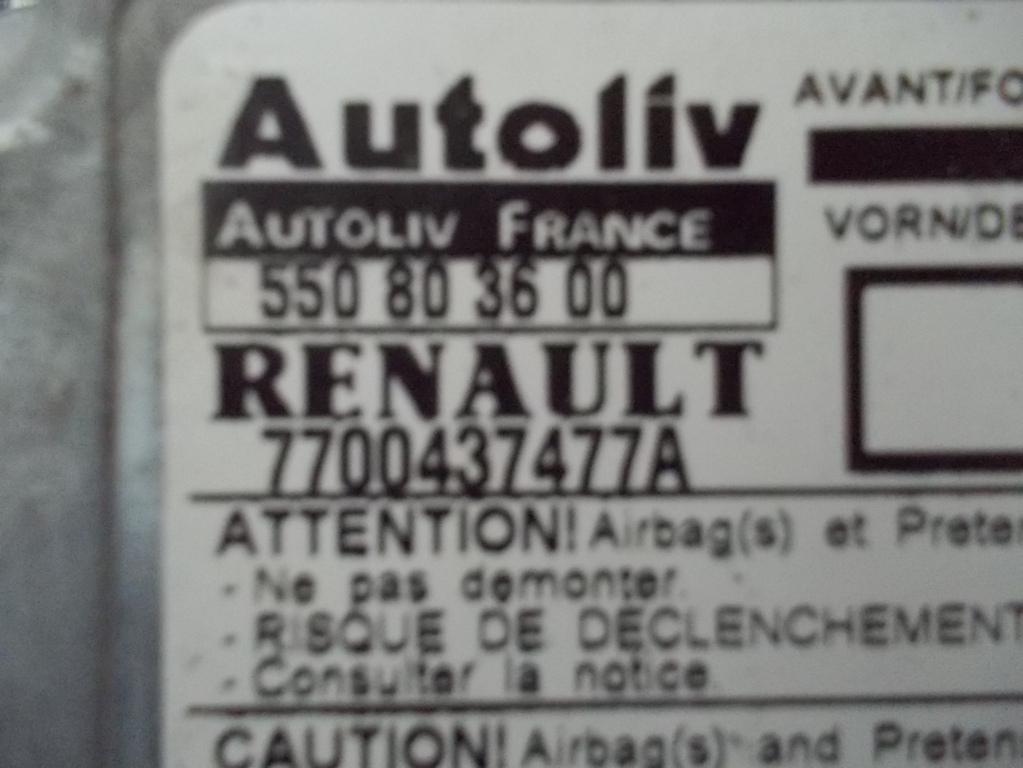 Autoliv
AUTOLIV FRANCE
550 80 36 00
RENAULT
7700437477A
AVANT/FO
VORN/DE
ATTENTION! Airbag(s) et Preten
- Ne pas demonter.
- RISQUE DE DECLENCHEMENT
- Consulter la notice.
CAUTION! Airbag(s) and Preten